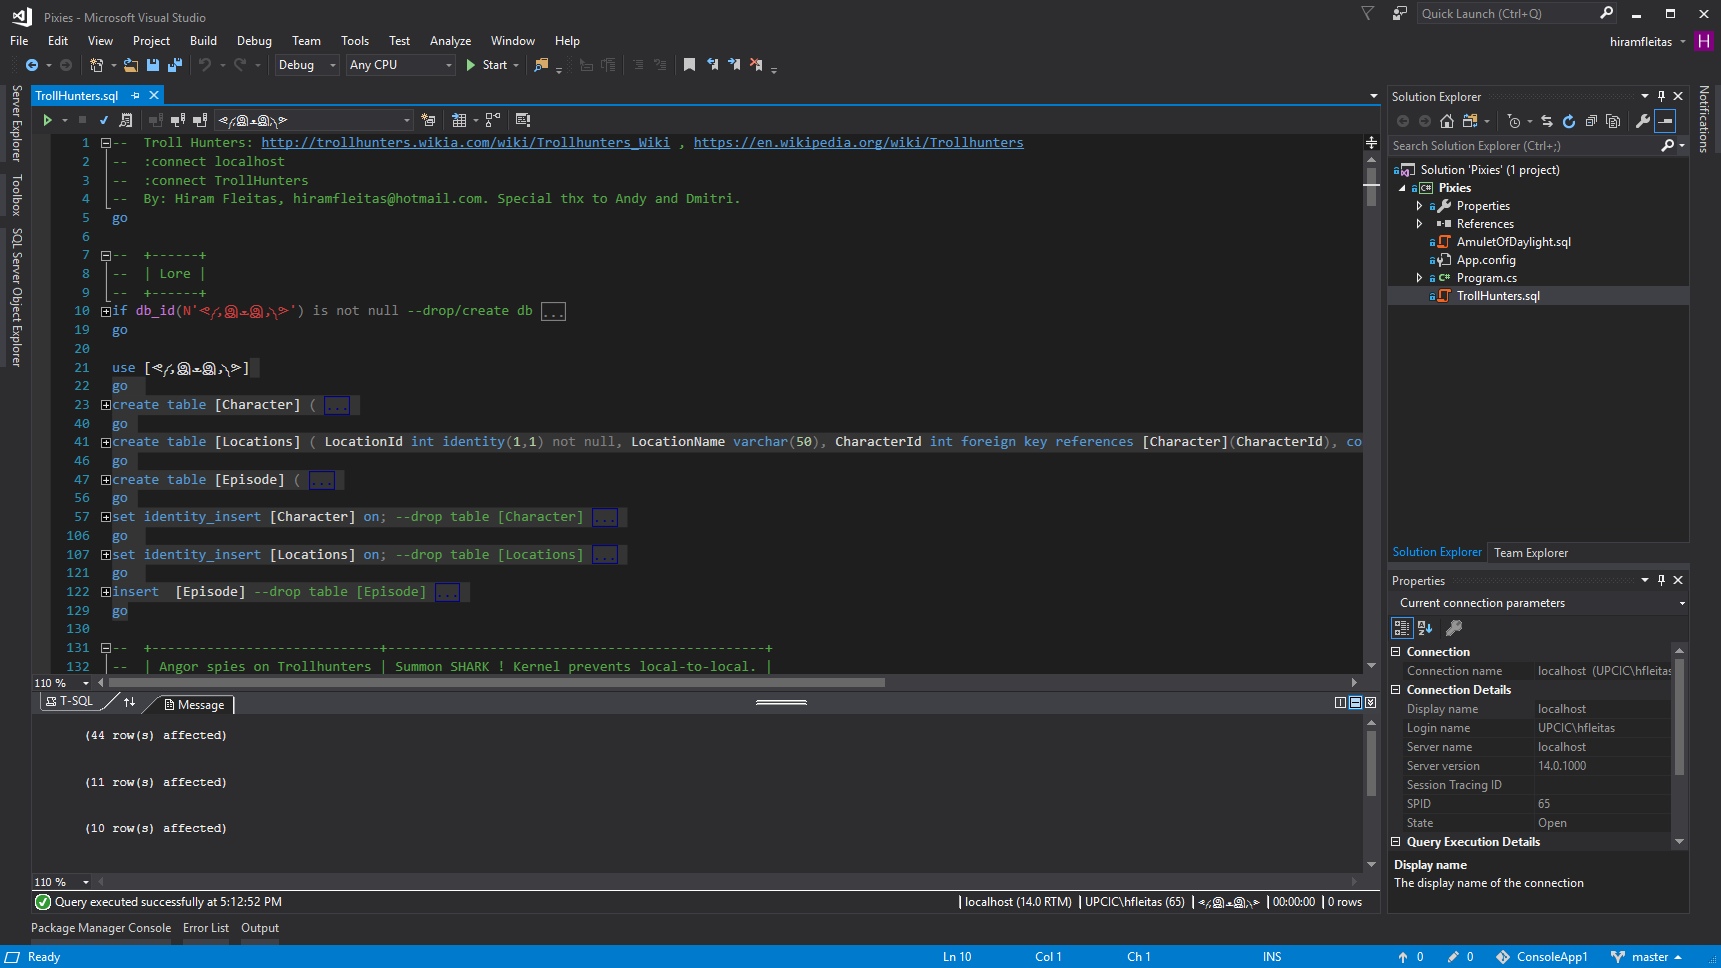 Pixies - Microsoft Visual Studio
Quick Launch (Ctrl+Q)
File Edit View Project Build Debug Team Tools Test Analyze Window Help
hiramfleitas H
Debug Any CPU Start
TrollHunters.sql
Server Explorer
Toolbox
SQL Server Object Explorer
1 -- Troll Hunters: http://trollhunters.wikia.com/wiki/Trollhunters_Wiki , https://en.wikipedia.org/wiki/Trollhunters
2 -- :connect localhost
3 -- :connect TrollHunters
4 -- By: Hiram Fleitas, hiramfleitas@hotmail.com. Special thx to Andy and Dmitri.
5 go
6
7 -- +------+
8 -- | Lore |
9 -- +------+
10 if db_id(N' ') is not null --drop/create db ...
19 go
20
21 use [ ]
22 go
23 create table [Character] ( ...
40 go
41 create table [Locations] ( LocationId int identity(1,1) not null, LocationName varchar(50), CharacterId int foreign key references [Character](CharacterId), co
46 go
47 create table [Episode] ( ...
56 go
57 set identity_insert [Character] on; --drop table [Character] ...
106 go
107 set identity_insert [Locations] on; --drop table [Locations] ...
121 go
122 insert [Episode] --drop table [Episode] ...
129 go
130
131 -- +-----------------------------+------------------------------------------------+
132 -- | Angor spies on Trollhunters | Summon SHARK ! Kernel prevents local-to-local. |
110 %
T-SQL Message
(44 row(s) affected)
(11 row(s) affected)
(10 row(s) affected)
110 %
Query executed successfully at 5:12:52 PM
localhost (14.0 RTM) | UPCIC\hfleitas (65) | | 00:00:00 | 0 rows
Package Manager Console Error List Output
Ready Ln 10 Col 1 Ch 1 INS 0 0 ConsoleApp1 master
Solution Explorer
Search Solution Explorer (Ctrl+;)
Solution 'Pixies' (1 project)
C# Pixies
Properties
References
AmuletOfDaylight.sql
App.config
C# Program.cs
TrollHunters.sql
Solution Explorer Team Explorer
Properties
Current connection parameters
Connection
Connection name localhost (UPCIC\hfleitas
Connection Details
Display name localhost
Login name UPCIC\hfleitas
Server name localhost
Server version 14.0.1000
Session Tracing ID
SPID 65
State Open
Query Execution Details
Display name
The display name of the connection
Notifications